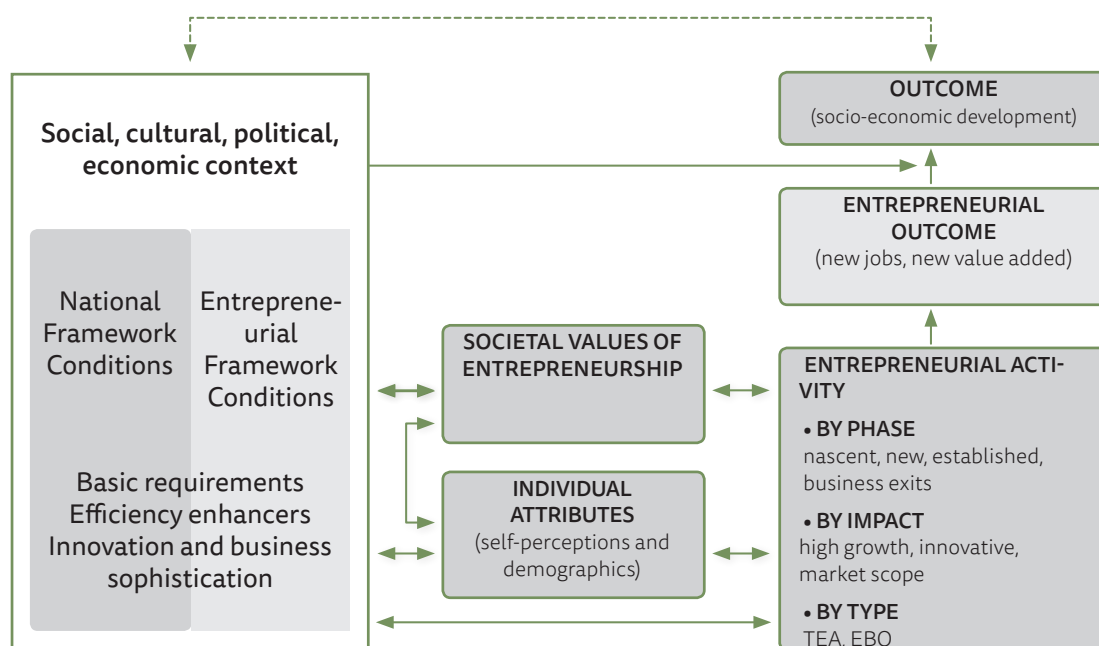 Social, cultural, political,
economic context
National
Framework
Conditions
Entreprene-
urial
Framework
Conditions
Basic requirements
Efficiency enhancers
Innovation and business
sophistication
SOCIETAL VALUES OF
ENTREPRENEURSHIP
INDIVIDUAL
ATTRIBUTES
(self-perceptions and
demographics)
OUTCOME
(socio-economic development)
ENTREPRENEURIAL
OUTCOME
(new jobs, new value added)
ENTREPRENEURIAL ACTI-
VITY
• BY PHASE
nascent, new, established,
business exits
• BY IMPACT
high growth, innovative,
market scope
• BY TYPE
TEA, EBO